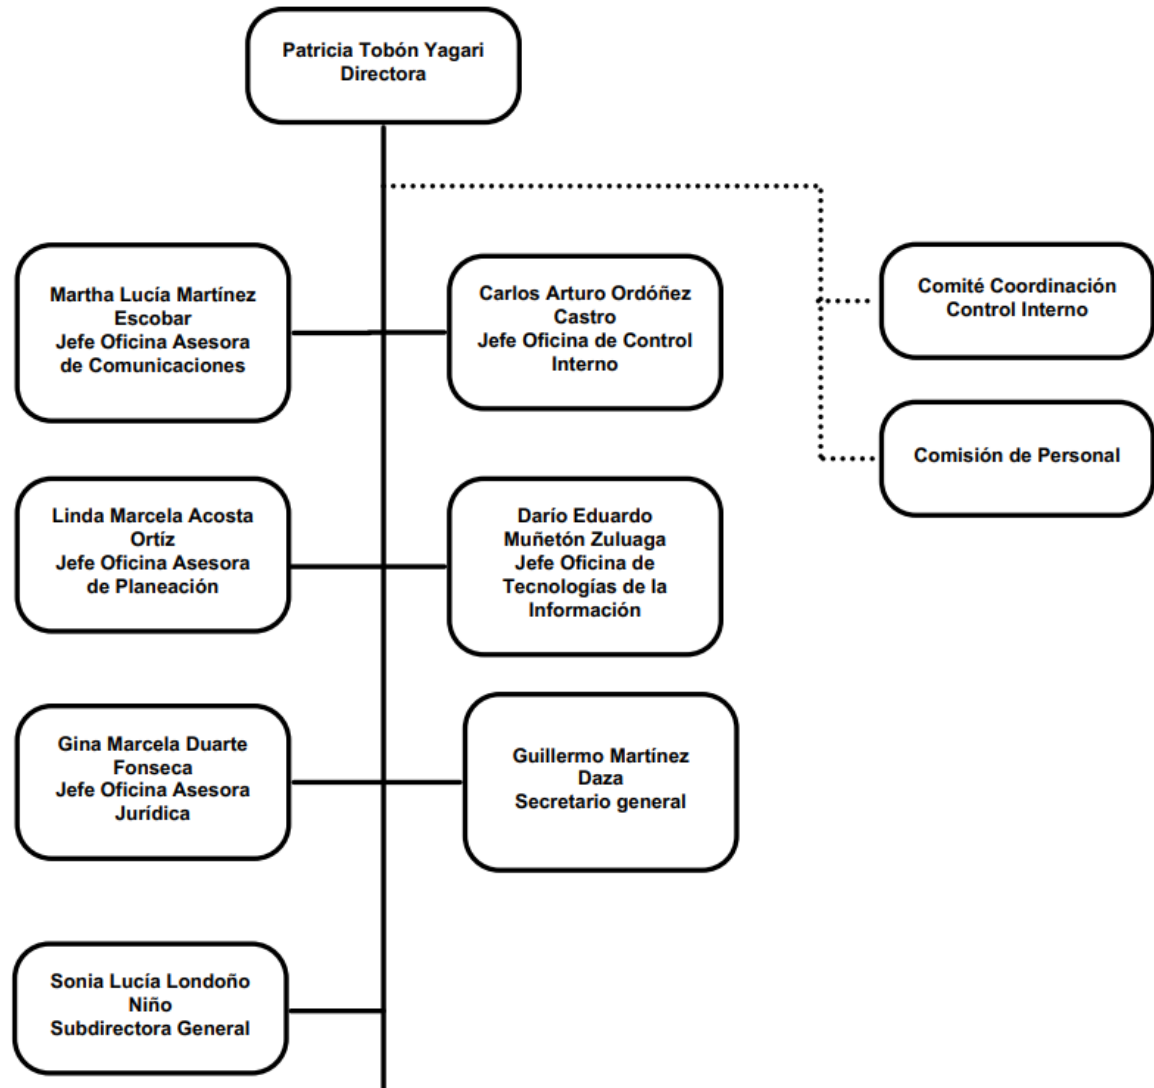 Patricia Tobón Yagari
Directora
Martha Lucía Martínez
Escobar
Jefe Oficina Asesora
de Comunicaciones
Carlos Arturo Ordóñez
Castro
Jefe Oficina de Control
Interno
Comité Coordinación
Control Interno
Comisión de Personal
Linda Marcela Acosta
Ortíz
Jefe Oficina Asesora
de Planeación
Darío Eduardo
Muñetón Zuluaga
Jefe Oficina de
Tecnologías de la
Información
Gina Marcela Duarte
Fonseca
Jefe Oficina Asesora
Jurídica
Guillermo Martínez
Daza
Secretario general
Sonia Lucía Londoño
Niño
Subdirectora General